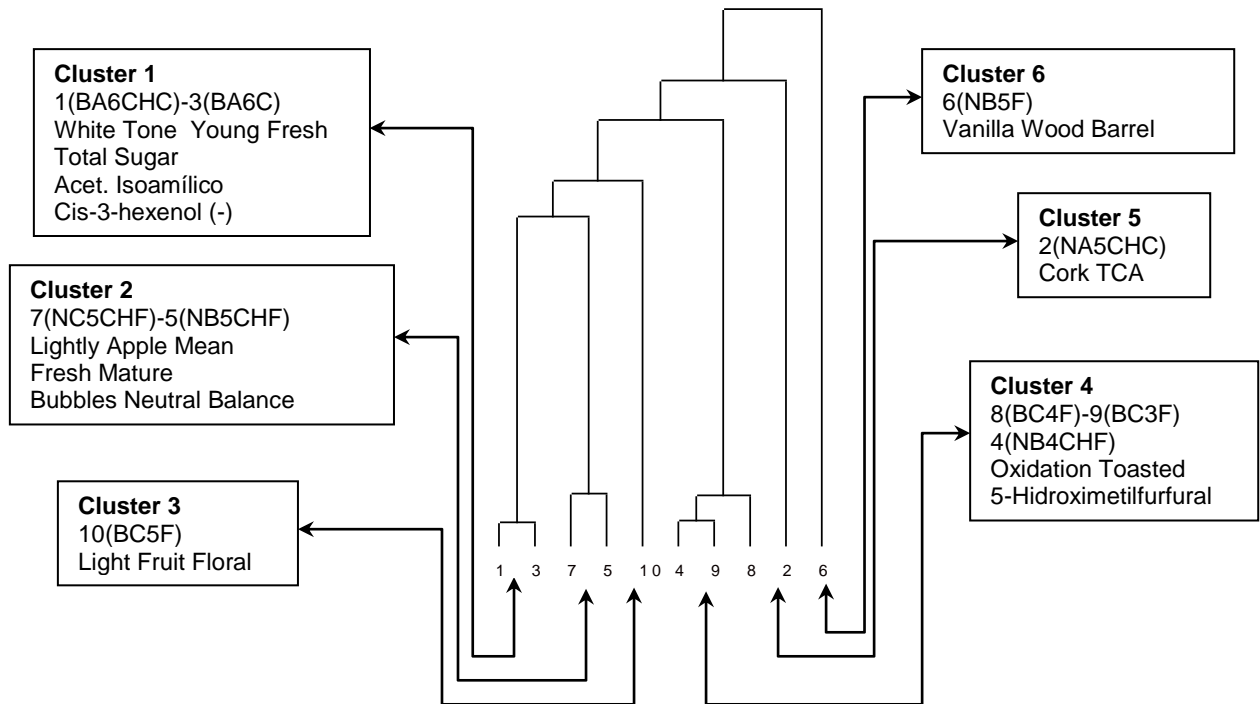 Cluster 1
1(BA6CHC)-3(BA6C)
White Tone Young Fresh
Total Sugar
Acet. Isoamílico
Cis-3-hexenol (-)
Cluster 2
7(NC5CHF)-5(NB5CHF)
Lightly Apple Mean
Fresh Mature
Bubbles Neutral Balance
Cluster 3
10(BC5F)
Light Fruit Floral
Cluster 6
6(NB5F)
Vanilla Wood Barrel
Cluster 5
2(NA5CHC)
Cork TCA
Cluster 4
8(BC4F)-9(BC3F)
4(NB4CHF)
Oxidation Toasted
5-Hidroximetilfurfural
1 3 7 5 10 4 9 8 2 6